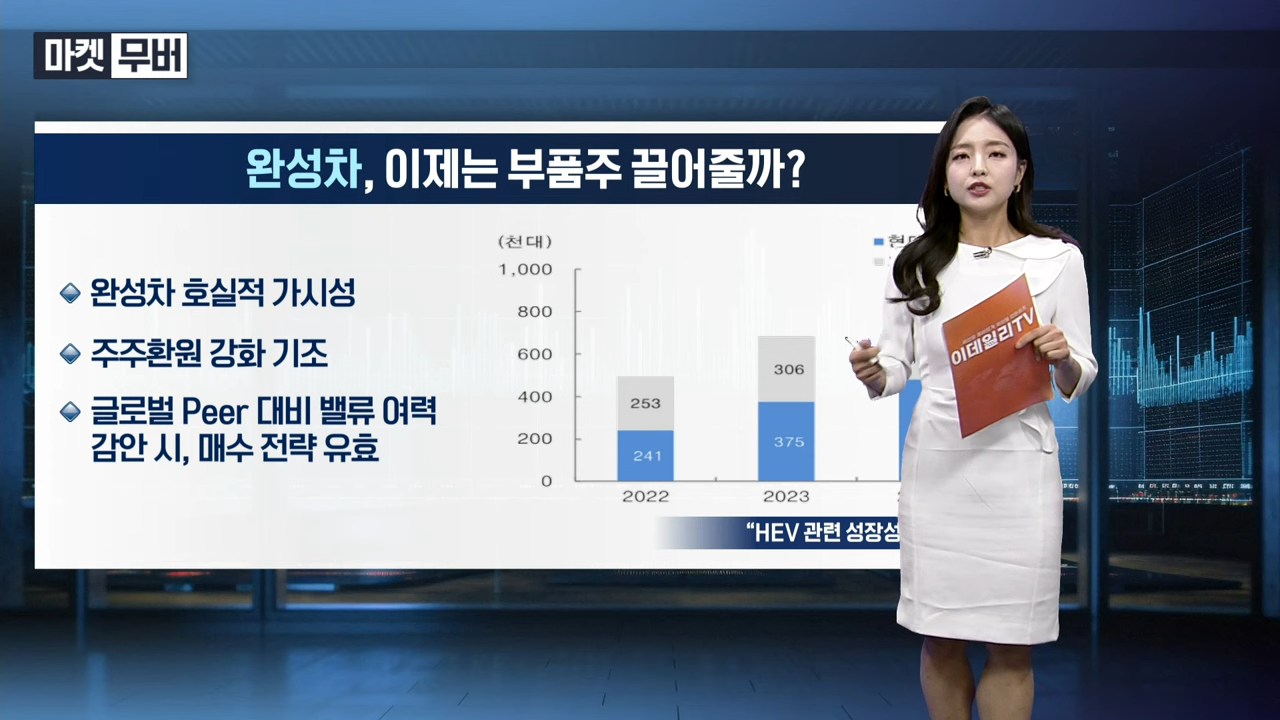 마켓무버
완성차, 이제는 부품주 끌어줄까?
완성차 호실적 가시성
주주환원 강화 기조
글로벌 Peer 대비 밸류 여력
감안 시, 매수 전략 유효
(천대)
1,000
800
600
400
200
0
253
241
306
375
2022
2023
"HEV 관련 성장성
이데일리TV